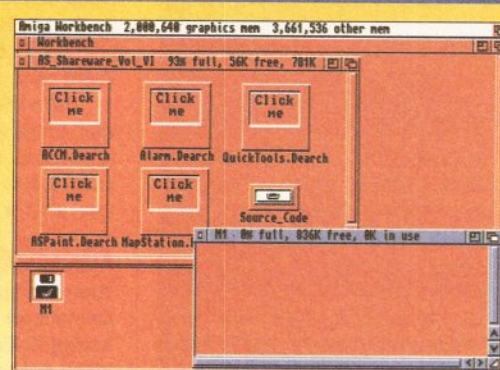 Amiga Workbench 2,000,640 graphics mem 3,661,536 other mem
Workbench
AS_Shareware_Vol_VI 93% full, 56K free, 781K
Click me
Click me
Click me
ACCM.Dearch
Alarm.Dearch
QuickTools.Dearch
Click me
Click me
Source_Code
ASPaint.Dearch
MapStation.
M1 0% full, 836K free, 0K in use
M1